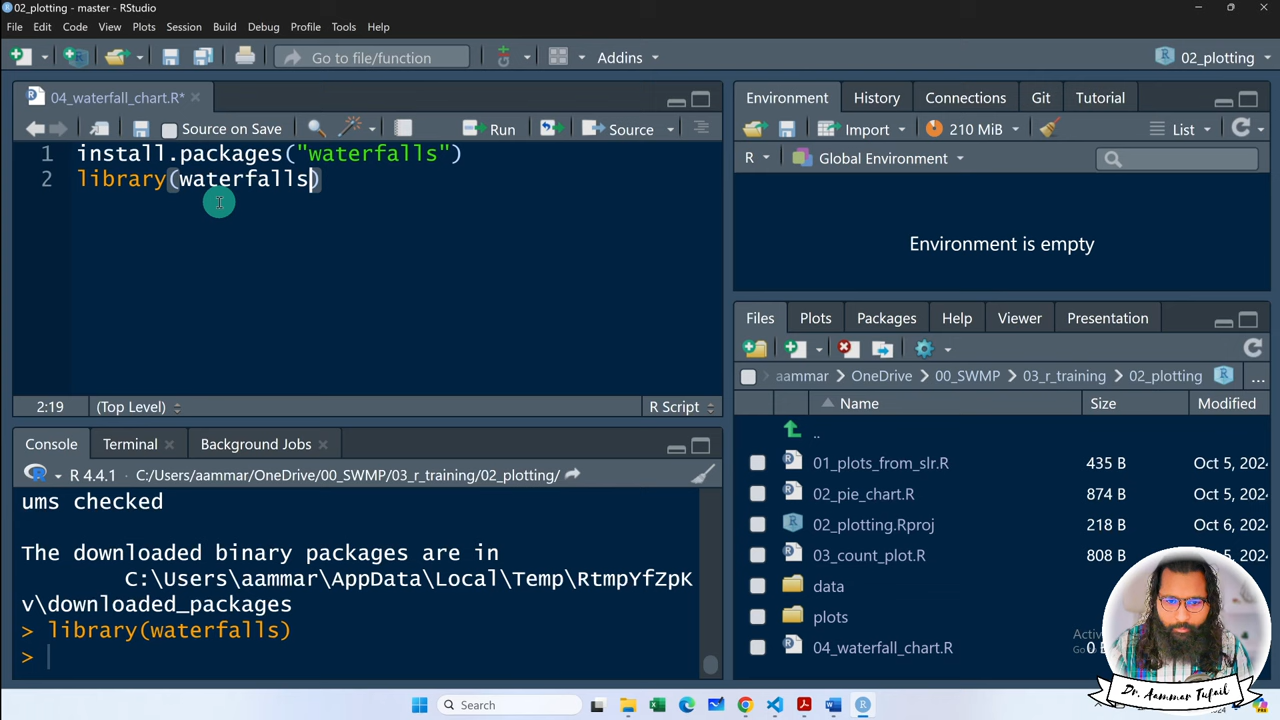 02_plotting - master - RStudio
File Edit Code View Plots Session Build Debug Profile Tools Help
Go to file/function Addins 02_plotting
04_waterfall_chart.R*
Source on Save Run Source
1 install.packages("waterfalls")
2 library(waterfalls)
2:19 (Top Level) R Script
Console Terminal Background Jobs
R 4.4.1 · C:/Users/aammar/OneDrive/00_SWMP/03_r_training/02_plotting/
ums checked
The downloaded binary packages are in
C:\Users\aammar\AppData\Local\Temp\RtmpYfZpK
v\downloaded_packages
> library(waterfalls)
>
Environment History Connections Git Tutorial
Import 210 MiB List
R Global Environment
Environment is empty
Files Plots Packages Help Viewer Presentation
aammar OneDrive 00_SWMP 03_r_training 02_plotting ...
Name Size Modified
..
01_plots_from_slr.R 435 B Oct 5, 202
02_pie_chart.R 874 B Oct 5, 202
02_plotting.Rproj 218 B Oct 6, 202
03_count_plot.R 808 B
data
plots
04_waterfall_chart.R 0 B
Dr. Aammar Tufail
Search